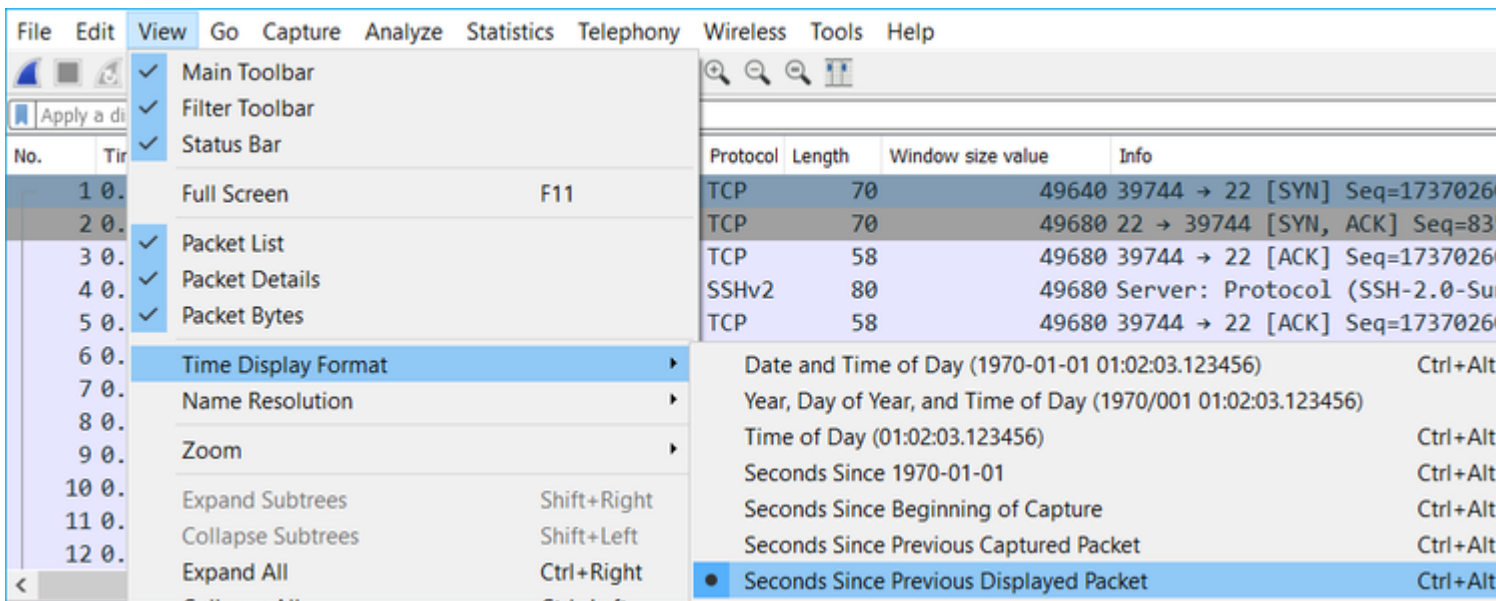 File Edit View Go Capture Analyze Statistics Telephony Wireless Tools Help
Main Toolbar
Filter Toolbar
Status Bar
Full Screen F11
Packet List
Packet Details
Packet Bytes
Time Display Format
Name Resolution
Zoom
Expand Subtrees Shift+Right
Collapse Subtrees Shift+Left
Expand All Ctrl+Right
Apply a di
No. Tir
1 0.
2 0.
3 0.
4 0.
5 0.
6 0.
7 0.
8 0.
9 0.
10 0.
11 0.
12 0.
Protocol Length Window size value Info
TCP 70 49640 39744 → 22 [SYN] Seq=17370260
TCP 70 49680 22 → 39744 [SYN, ACK] Seq=83
TCP 58 49680 39744 → 22 [ACK] Seq=17370260
SSHv2 80 49680 Server: Protocol (SSH-2.0-Su
TCP 58 49680 39744 → 22 [ACK] Seq=17370260
Date and Time of Day (1970-01-01 01:02:03.123456) Ctrl+Alt
Year, Day of Year, and Time of Day (1970/001 01:02:03.123456)
Time of Day (01:02:03.123456) Ctrl+Alt
Seconds Since 1970-01-01 Ctrl+Alt
Seconds Since Beginning of Capture Ctrl+Alt
Seconds Since Previous Captured Packet Ctrl+Alt
Seconds Since Previous Displayed Packet Ctrl+Alt